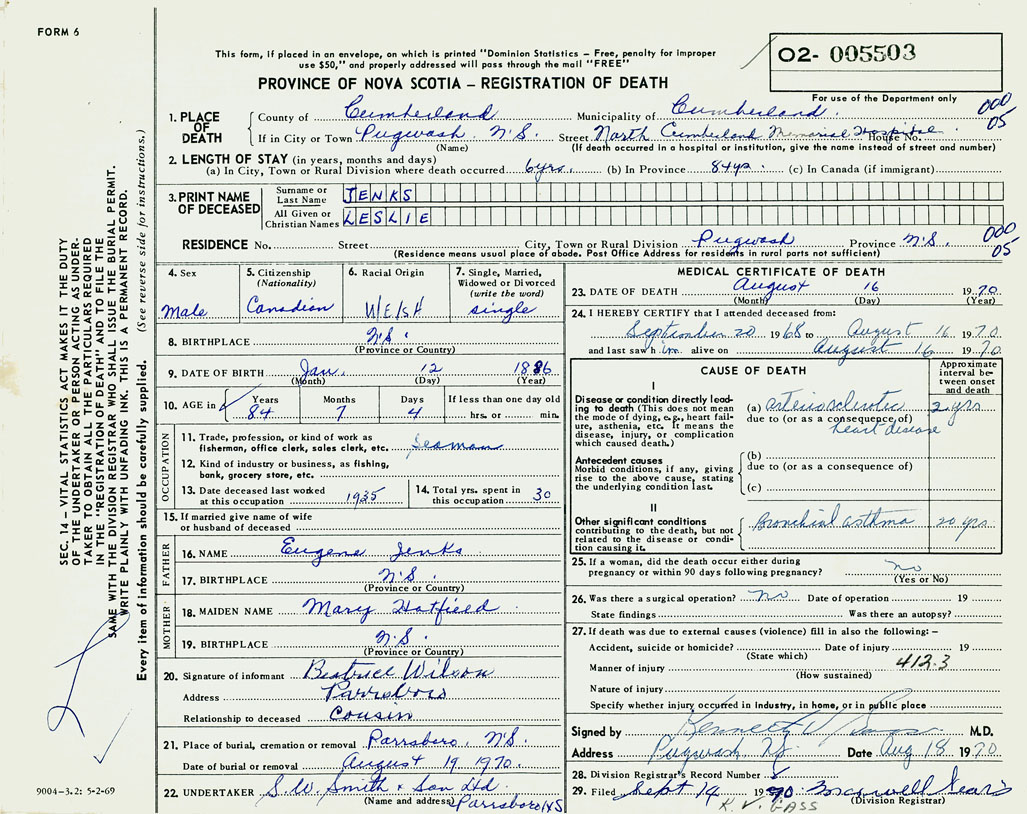 FORM 6
This form, if placed in an envelope, on which is printed "Dominion Statistics – Free, penalty for improper
use $50," and properly addressed will pass through the mail "FREE"
O2- 005503
PROVINCE OF NOVA SCOTIA – REGISTRATION OF DEATH
For use of the Department only
000
05
1. PLACE OF DEATH
County of Cumberland Municipality of Cumberland
If in City or Town Pugwash N.S. Street North Cumberland Memorial Hospital House No.
(Name) (If death occurred in a hospital or institution, give the name instead of street and number)
2. LENGTH OF STAY (in years, months and days)
(a) In City, Town or Rural Division where death occurred 6 yrs. (b) In Province 84 yrs. (c) In Canada (if immigrant)
3. PRINT NAME OF DECEASED
Surname or Last Name JENKS
All Given or Christian Names LESLIE
RESIDENCE No. Street City, Town or Rural Division Pugwash Province N.S.
000
05
(Residence means usual place of abode. Post Office Address for residents in rural parts not sufficient)
4. Sex
Male
5. Citizenship
(Nationality)
Canadian
6. Racial Origin
WELSH
7. Single, Married,
Widowed or Divorced
(write the word)
single
8. BIRTHPLACE N.S.
(Province or Country)
9. DATE OF BIRTH Jan. 12 1886
(Month) (Day) (Year)
10. AGE in Years Months Days If less than one day old
84 7 4 hrs. or min.
OCCUPATION
11. Trade, profession, or kind of work as
fisherman, office clerk, sales clerk, etc. Seaman
12. Kind of industry or business, as fishing,
bank, grocery store, etc.
13. Date deceased last worked
at this occupation 1935
14. Total yrs. spent in
this occupation 30
15. If married give name of wife
or husband of deceased
FATHER
16. NAME Eugene Jenks
17. BIRTHPLACE N.S.
(Province or Country)
MOTHER
18. MAIDEN NAME Mary Hatfield
19. BIRTHPLACE N.S.
(Province or Country)
20. Signature of informant Beatrice Wilson
Address Parrsboro
Relationship to deceased Cousin
21. Place of burial, cremation or removal Parrsboro, N.S.
Date of burial or removal August 19 1970
22. UNDERTAKER S.W. Smith & Son Ltd
(Name and address) Parrsboro NS
MEDICAL CERTIFICATE OF DEATH
23. DATE OF DEATH August 16 1970
(Month) (Day) (Year)
24. I HEREBY CERTIFY that I attended deceased from:
September 20 1968 to August 16 1970
and last saw him alive on August 16 1970
CAUSE OF DEATH
Approximate
interval be-
tween onset
and death
I
Disease or condition directly lead-
ing to death (This does not mean
the mode of dying, e.g., heart fail-
ure, asthenia, etc. It means the
disease, injury, or complication
which caused death.)
(a) arteriosclerotic 2 yrs
due to (or as a consequence of)
heart disease
Antecedent causes
Morbid conditions, if any, giving
rise to the above cause, stating
the underlying condition last.
(b)
due to (or as a consequence of)
(c)
II
Other significant conditions
contributing to the death, but not
related to the disease or condi-
tion causing it.
Bronchial asthma 20 yrs
25. If a woman, did the death occur either during
pregnancy or within 90 days following pregnancy? no
(Yes or No)
26. Was there a surgical operation? no Date of operation 19
State findings Was there an autopsy?
27. If death was due to external causes (violence) fill in also the following: –
Accident, suicide or homicide? Date of injury 19
(State which)
412.3
Manner of injury
(How sustained)
Nature of injury
Specify whether injury occurred in industry, in home, or in public place
Signed by Kenneth M.D.
Address Pugwash NS Date Aug 18 1970
28. Division Registrar's Record Number
29. Filed Sept 14 1970 Maxwell
K. V. GASS (Division Registrar)
SEC. 14 – VITAL STATISTICS ACT MAKES IT THE DUTY
OF THE UNDERTAKER OR PERSON ACTING AS UNDER-
TAKER TO OBTAIN ALL THE PARTICULARS REQUIRED
IN THE "REGISTRATION OF DEATH" AND TO FILE THE
SAME WITH THE DIVISION REGISTRAR WHO SHALL ISSUE THE BURIAL PERMIT.
WRITE PLAINLY WITH UNFADING INK. THIS IS A PERMANENT RECORD.
Every item of Information should be carefully supplied. (See reverse side for instructions.)
9004-3.2: 5-2-69